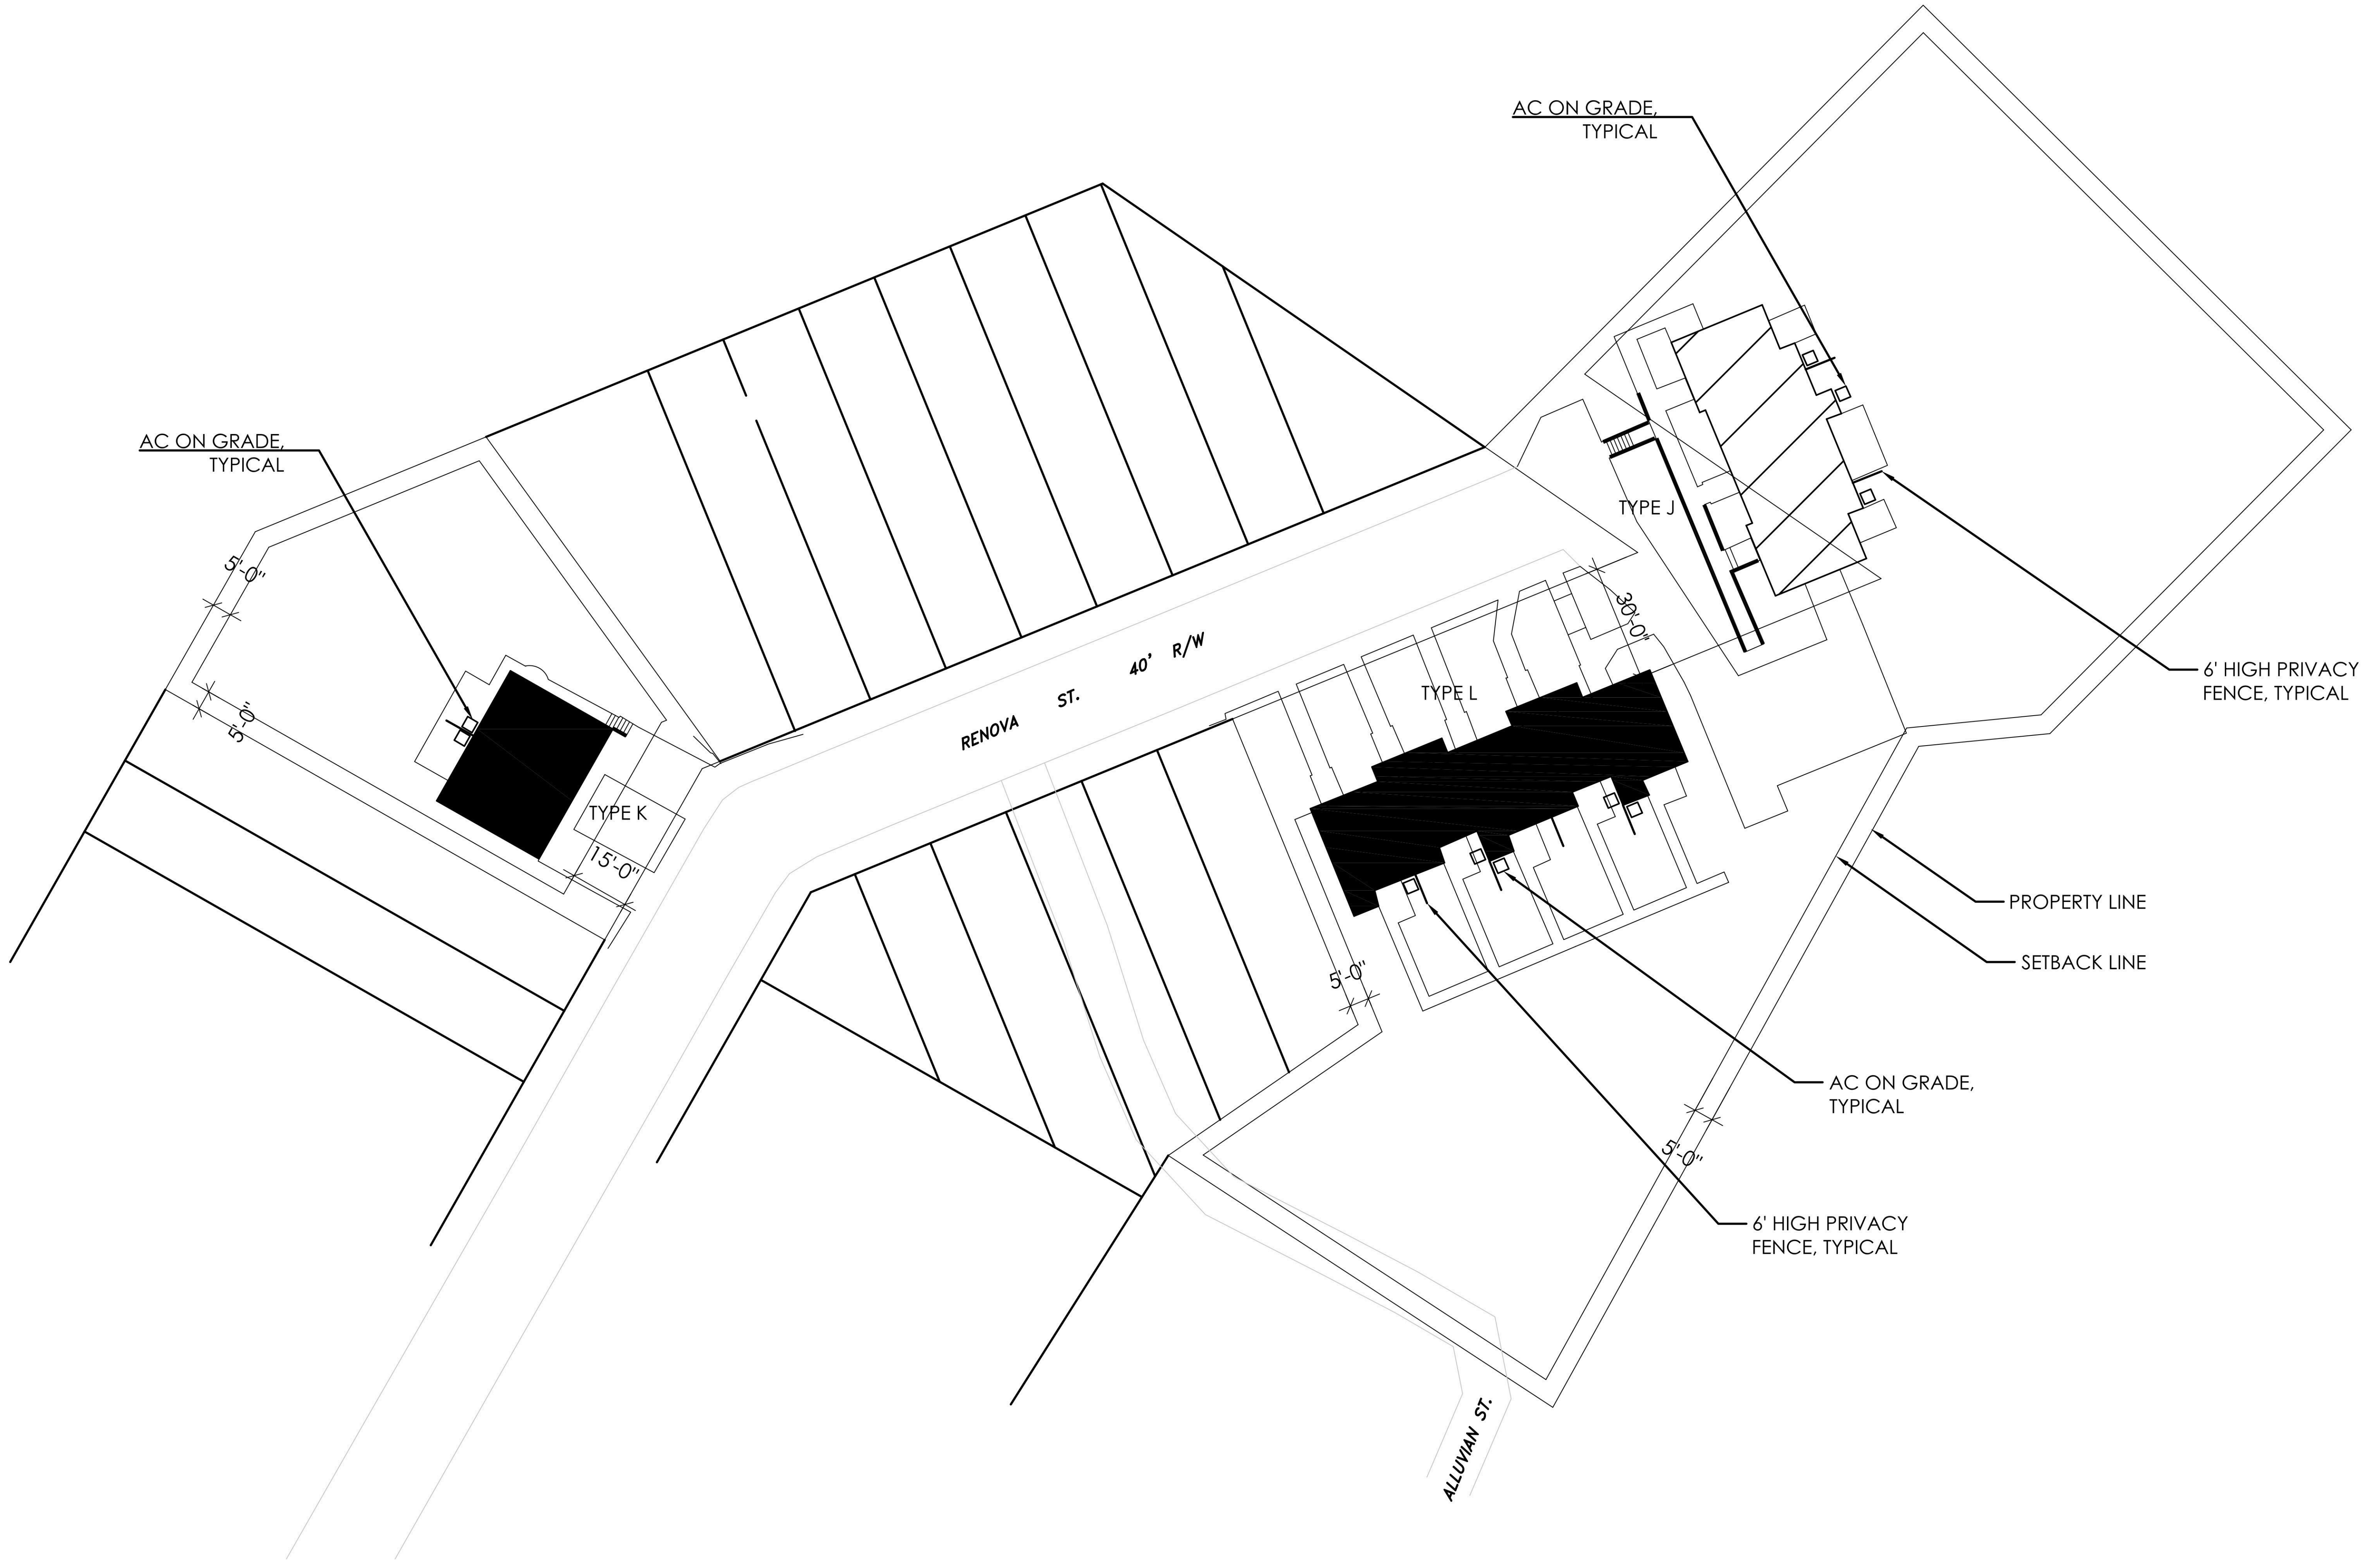 AC ON GRADE,
TYPICAL
AC ON GRADE,
TYPICAL
5'-0"
5'-0"
TYPE K
15'-0"
RENOVA ST. 40' R/W
TYPE J
30'-0"
TYPE L
6' HIGH PRIVACY
FENCE, TYPICAL
PROPERTY LINE
SETBACK LINE
5'-0"
AC ON GRADE,
TYPICAL
5'-0"
6' HIGH PRIVACY
FENCE, TYPICAL
ALLUVIAN ST.